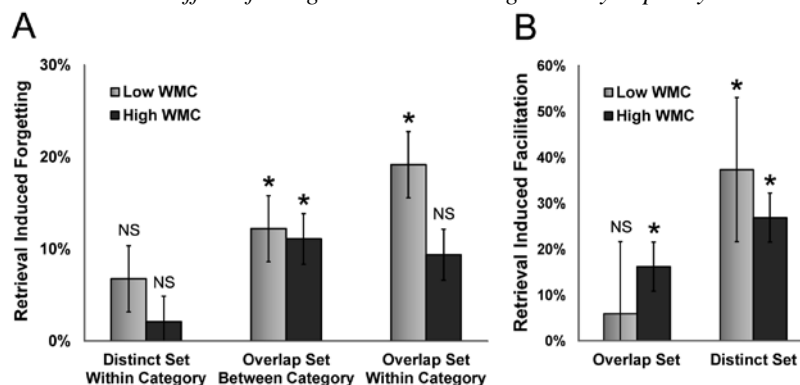 A
30%
20%
10%
0%
Retrieval Induced Forgetting
Low WMC
High WMC
NS
NS
*
*
*
NS
Distinct Set
Within Category
Overlap Set
Between Category
Overlap Set
Within Category
B
60%
50%
40%
30%
20%
10%
0%
Retrieval Induced Facilitation
Low WMC
High WMC
NS
*
*
*
Overlap Set
Distinct Set